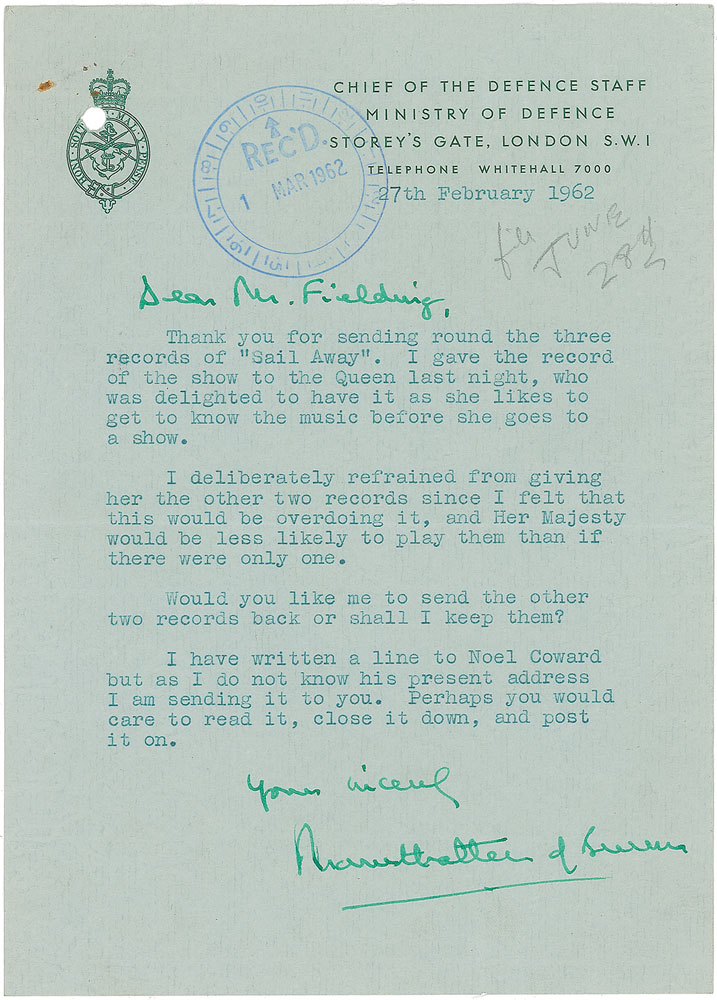 CHIEF OF THE DEFENCE STAFF
MINISTRY OF DEFENCE
STOREY'S GATE, LONDON S.W.1
TELEPHONE WHITEHALL 7000
27th February 1962
REC'D.
1 MAR 1962
file
JUNE
28th
Dear Mr. Fielding,
Thank you for sending round the three
records of "Sail Away". I gave the record
of the show to the Queen last night, who
was delighted to have it as she likes to
get to know the music before she goes to
a show.
I deliberately refrained from giving
her the other two records since I felt that
this would be overdoing it, and Her Majesty
would be less likely to play them than if
there were only one.
Would you like me to send the other
two records back or shall I keep them?
I have written a line to Noel Coward
but as I do not know his present address
I am sending it to you. Perhaps you would
care to read it, close it down, and post
it on.
Yours sincerely
Mountbatten of Burma